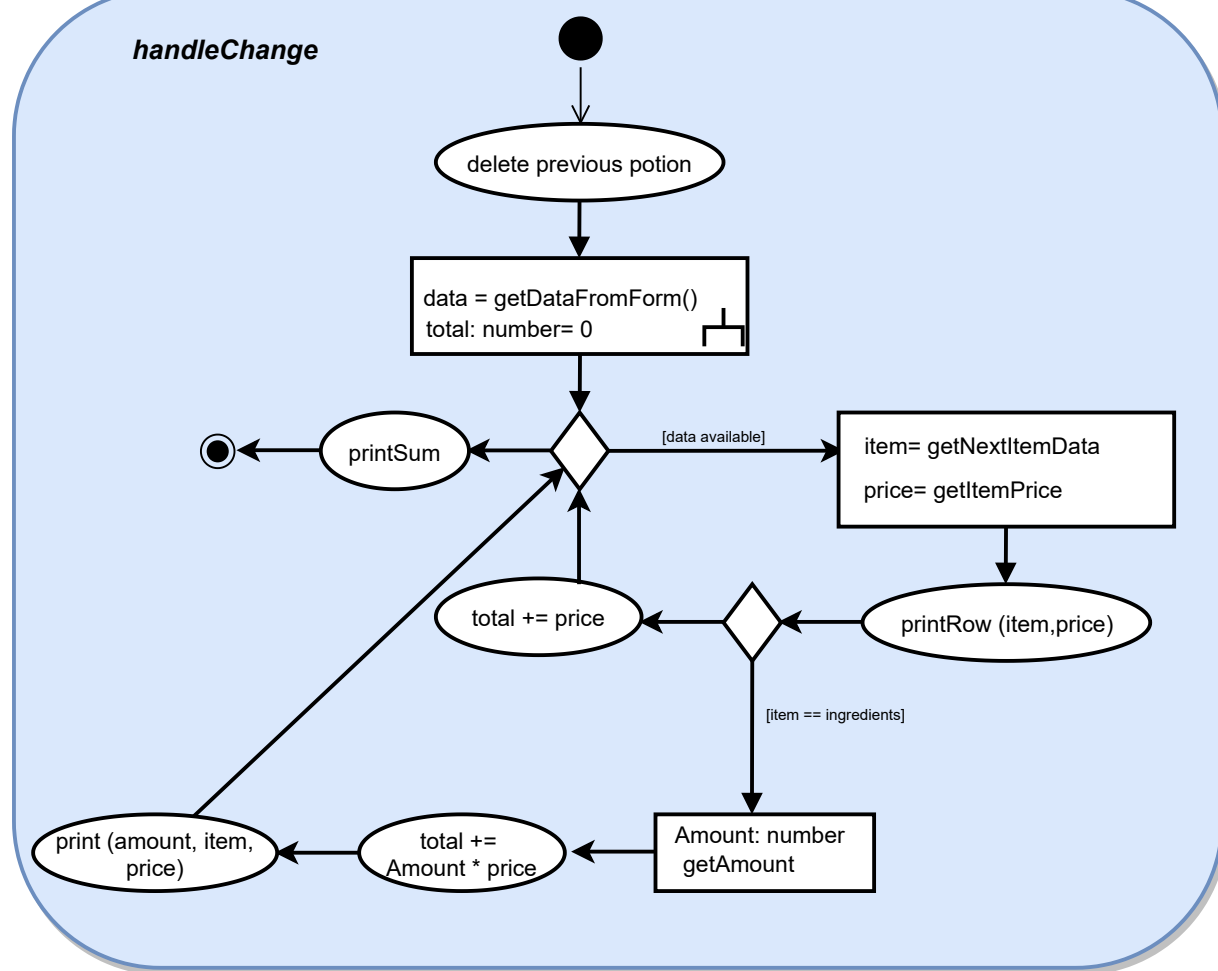 handleChange
delete previous potion
data = getDataFromForm()
total: number= 0
printSum
[data available]
item= getNextItemData
price= getItemPrice
total += price
printRow (item,price)
[item == ingredients]
print (amount, item,
price)
total +=
Amount * price
Amount: number
getAmount